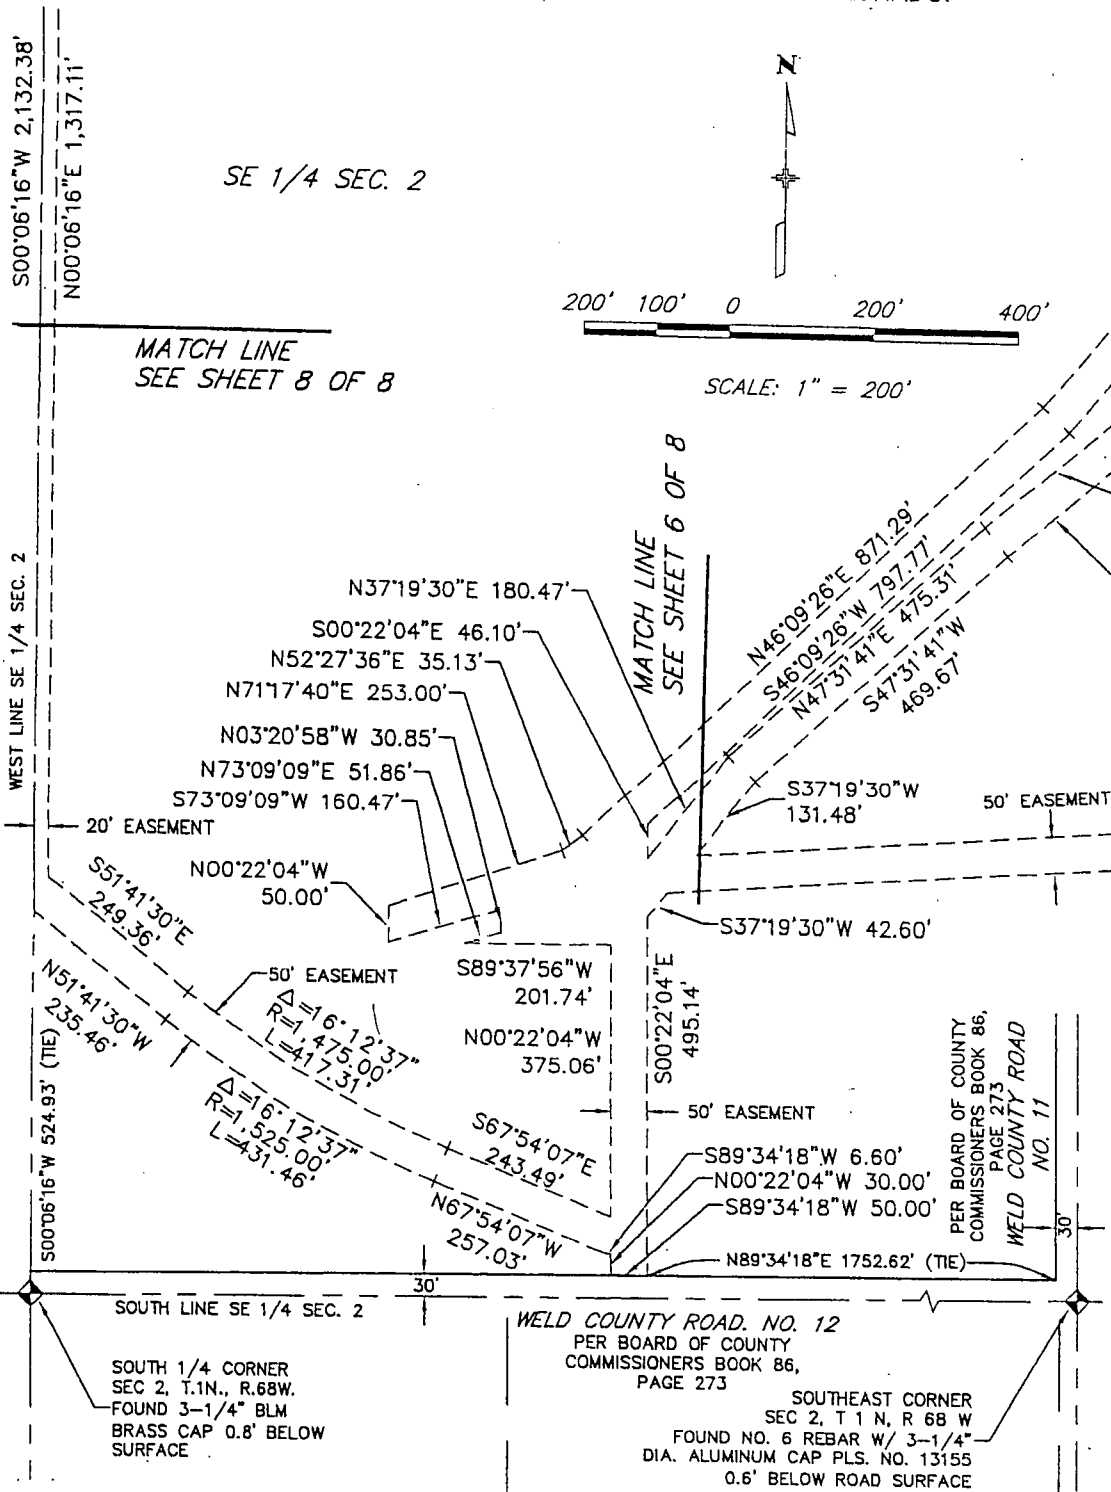 S00°06'16"W 2,132.38'
N00°06'16"E 1,317.11'
SE 1/4 SEC. 2
N
200' 100' 0 200' 400'
SCALE: 1" = 200'
MATCH LINE
SEE SHEET 8 OF 8
MATCH LINE
SEE SHEET 6 OF 8
WEST LINE SE 1/4 SEC. 2
N46°09'26"E 871.29'
S46°09'26"W 797.77'
N47°31'41"E 475.31'
S47°31'41"W
469.67'
N37°19'30"E 180.47'
S00°22'04"E 46.10'
N52°27'36"E 35.13'
N71°17'40"E 253.00'
N03°20'58"W 30.85'
N73°09'09"E 51.86'
S73°09'09"W 160.47'
S37°19'30"W
131.48'
50' EASEMENT
20' EASEMENT
N00°22'04"W
50.00'
S51°41'30"E
249.36'
S37°19'30"W 42.60'
S89°37'56"W
201.74'
N51°41'30"W
235.46'
50' EASEMENT
Δ=16°12'37"
R=1,475.00'
L=417.31'
N00°22'04"W
375.06'
S00°22'04"E
495.14'
S00°06'16"W 524.93' (TIE)
Δ=16°12'37"
R=1,525.00'
L=431.46'
50' EASEMENT
S67°54'07"E
243.49'
S89°34'18"W 6.60'
N00°22'04"W 30.00'
S89°34'18"W 50.00'
N67°54'07"W
257.03'
N89°34'18"E 1752.62' (TIE)
PER BOARD OF COUNTY
COMMISSIONERS BOOK 86,
PAGE 273
WELD COUNTY ROAD
NO. 11
30'
30'
SOUTH LINE SE 1/4 SEC. 2
WELD COUNTY ROAD. NO. 12
PER BOARD OF COUNTY
COMMISSIONERS BOOK 86,
PAGE 273
SOUTH 1/4 CORNER
SEC 2, T.1N., R.68W.
FOUND 3-1/4" BLM
BRASS CAP 0.8' BELOW
SURFACE
SOUTHEAST CORNER
SEC 2, T 1 N, R 68 W
FOUND NO. 6 REBAR W/ 3-1/4"
DIA. ALUMINUM CAP PLS. NO. 13155
0.6' BELOW ROAD SURFACE